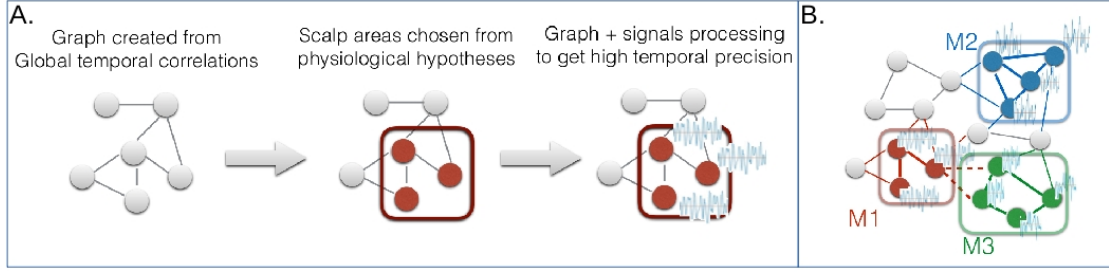 A.
Graph created from
Global temporal correlations
Scalp areas chosen from
physiological hypotheses
Graph + signals processing
to get high temporal precision
B.
M2
M1
M3